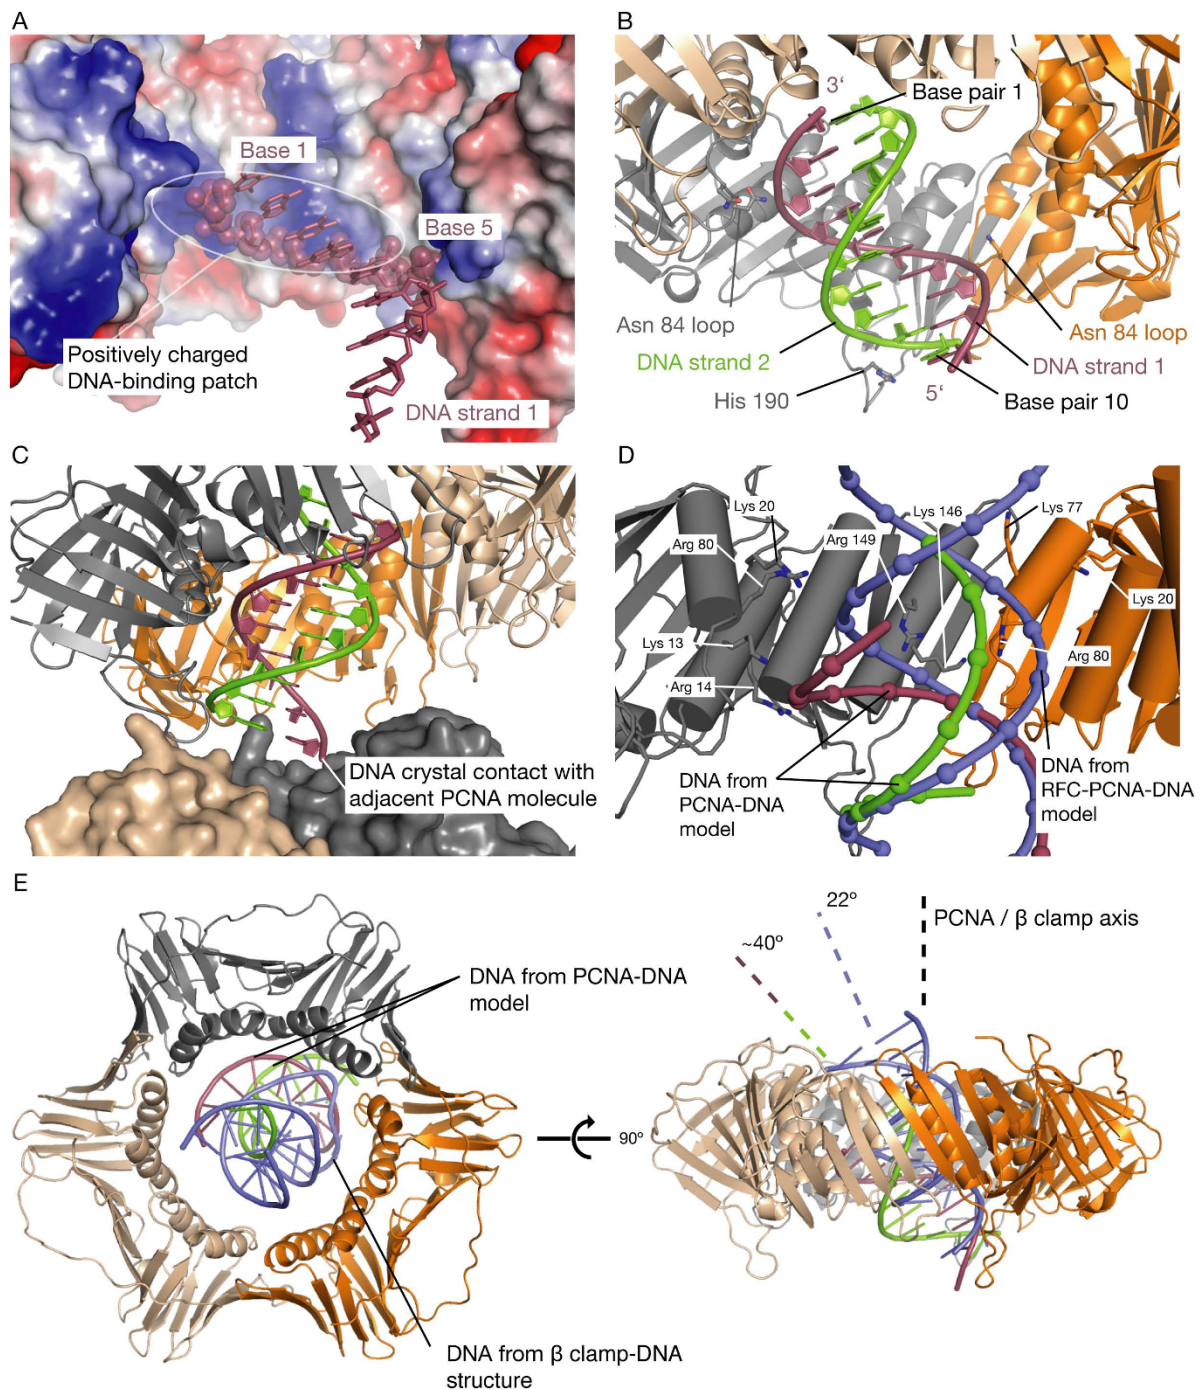 A
Base 1
Base 5
Positively charged
DNA-binding patch
DNA strand 1
B
3‘
Base pair 1
Asn 84 loop
Asn 84 loop
DNA strand 2
DNA strand 1
His 190
5‘
Base pair 10
C
DNA crystal contact with
adjacent PCNA molecule
D
Lys 20
Lys 146
Lys 77
Arg 80
Arg 149
Lys 20
Lys 13
Arg 80
Arg 14
DNA from
PCNA-DNA
model
DNA from
RFC-PCNA-DNA
model
E
DNA from PCNA-DNA
model
DNA from β clamp-DNA
structure
90º
~40º
22º
PCNA / β clamp axis